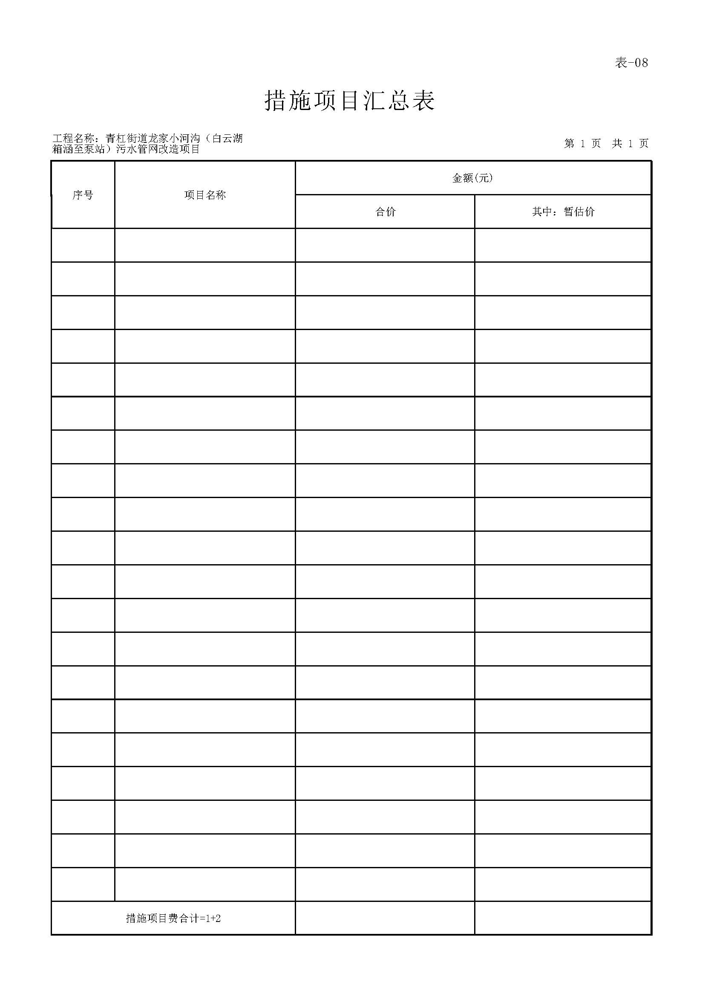 表-08
措施项目汇总表
工程名称：青杠街道龙家小河沟（白云湖
箱涵至泵站）污水管网改造项目
第 1 页 共 1 页
序号
项目名称
金额(元)
合价
其中：暂估价
措施项目费合计=1+2